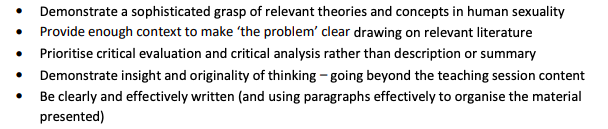 • Demonstrate a sophisticated grasp of relevant theories and concepts in human sexuality
• Provide enough context to make ‘the problem’ clear drawing on relevant literature
• Prioritise critical evaluation and critical analysis rather than description or summary
• Demonstrate insight and originality of thinking – going beyond the teaching session content
• Be clearly and effectively written (and using paragraphs effectively to organise the material
presented)